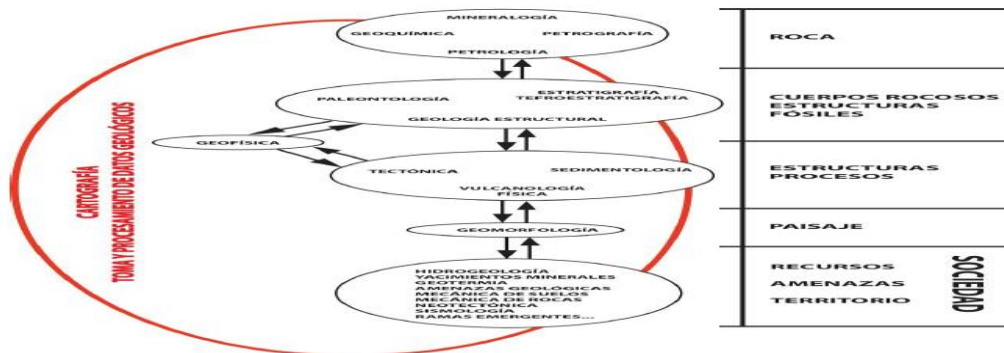 MINERALOGÍA
GEOQUÍMICA PETROGRAFÍA
PETROLOGÍA
ROCA
PALEONTOLOGÍA
ESTRATIGRAFÍA
TEFROESTRATIGRAFÍA
GEOLOGÍA ESTRUCTURAL
CUERPOS ROCOSOS
ESTRUCTURAS
FÓSILES
GEOFÍSICA
TECTÓNICA SEDIMENTOLOGÍA
VULCANOLOGÍA
FÍSICA
ESTRUCTURAS
PROCESOS
GEOMORFOLOGÍA
PAISAJE
HIDROGEOLOGÍA
YACIMIENTOS MINERALES
GEOTERMIA
AMENAZAS GEOLÓGICAS
MECÁNICA DE SUELOS
MECÁNICA DE ROCAS
NEOTECTÓNICA
SISMOLOGÍA
RAMAS EMERGENTES...
RECURSOS
AMENAZAS
TERRITORIO
SOCIEDAD
CARTOGRAFÍA
TOMA Y PROCESAMIENTO DE DATOS GEOLÓGICOS